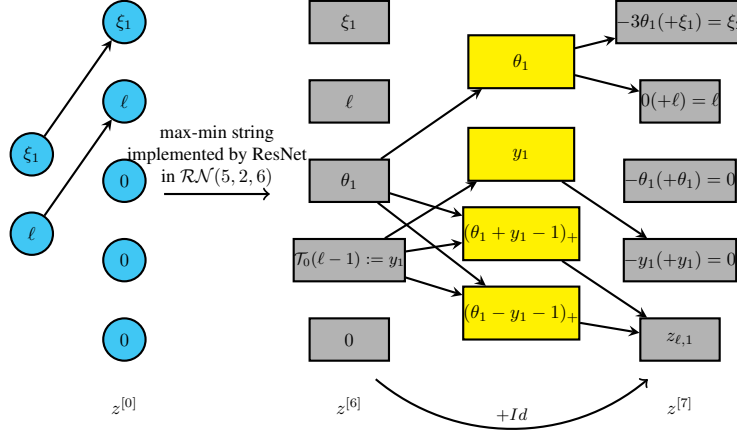 ξ₁
ℓ
0
0
0
ξ₁
ℓ
max-min string
implemented by ResNet
in ℛ𝒩(5, 2, 6)
ξ₁
ℓ
θ₁
𝒯₀(ℓ − 1) := y₁
0
θ₁
y₁
(θ₁ + y₁ − 1)₊
(θ₁ − y₁ − 1)₊
−3θ₁(+ξ₁) = ξ
0(+ℓ) = ℓ
−θ₁(+θ₁) = 0
−y₁(+y₁) = 0
z_{ℓ,1}
z^{[0]}
z^{[6]}
z^{[7]}
+Id